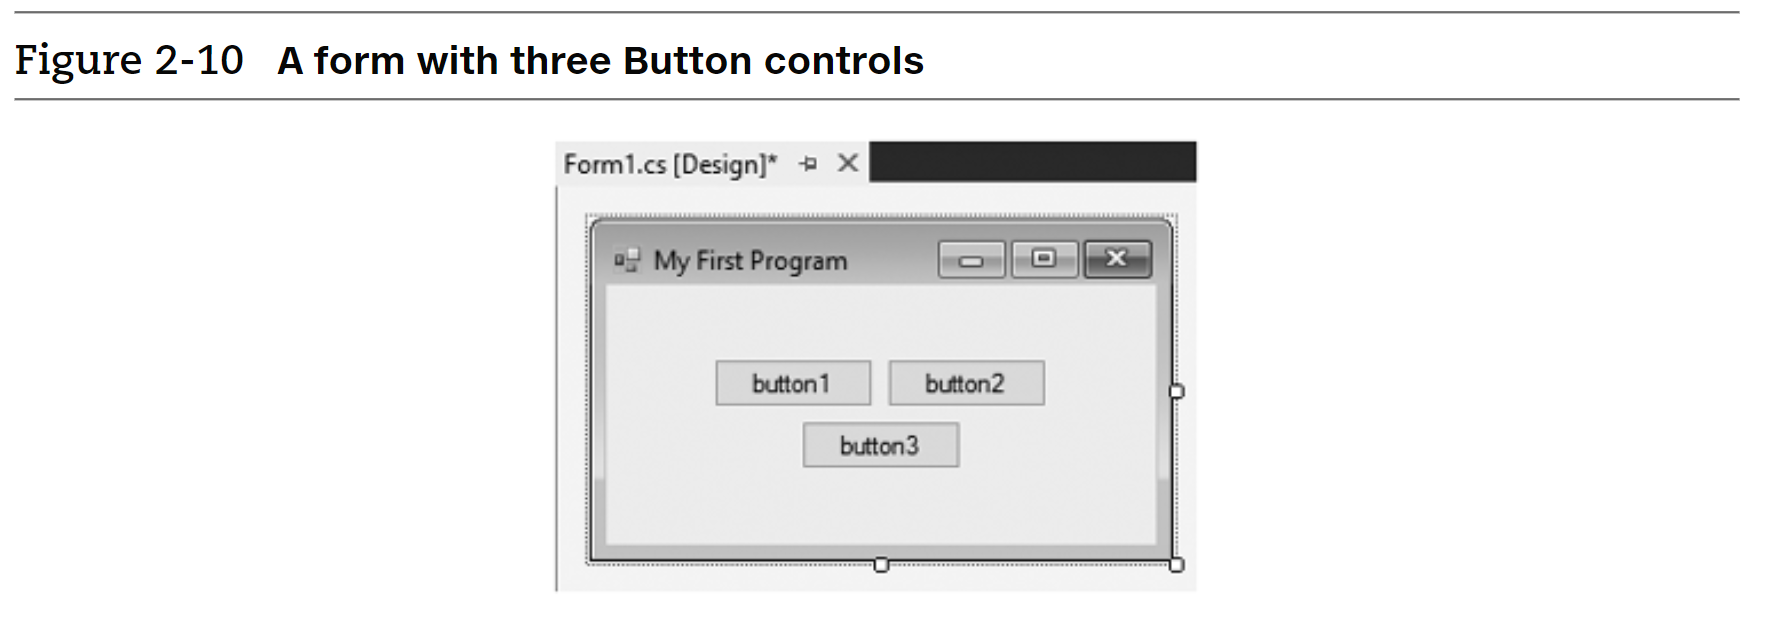 Figure 2-10 A form with three Button controls
Form1.cs [Design]*
My First Program
button1 button2
button3